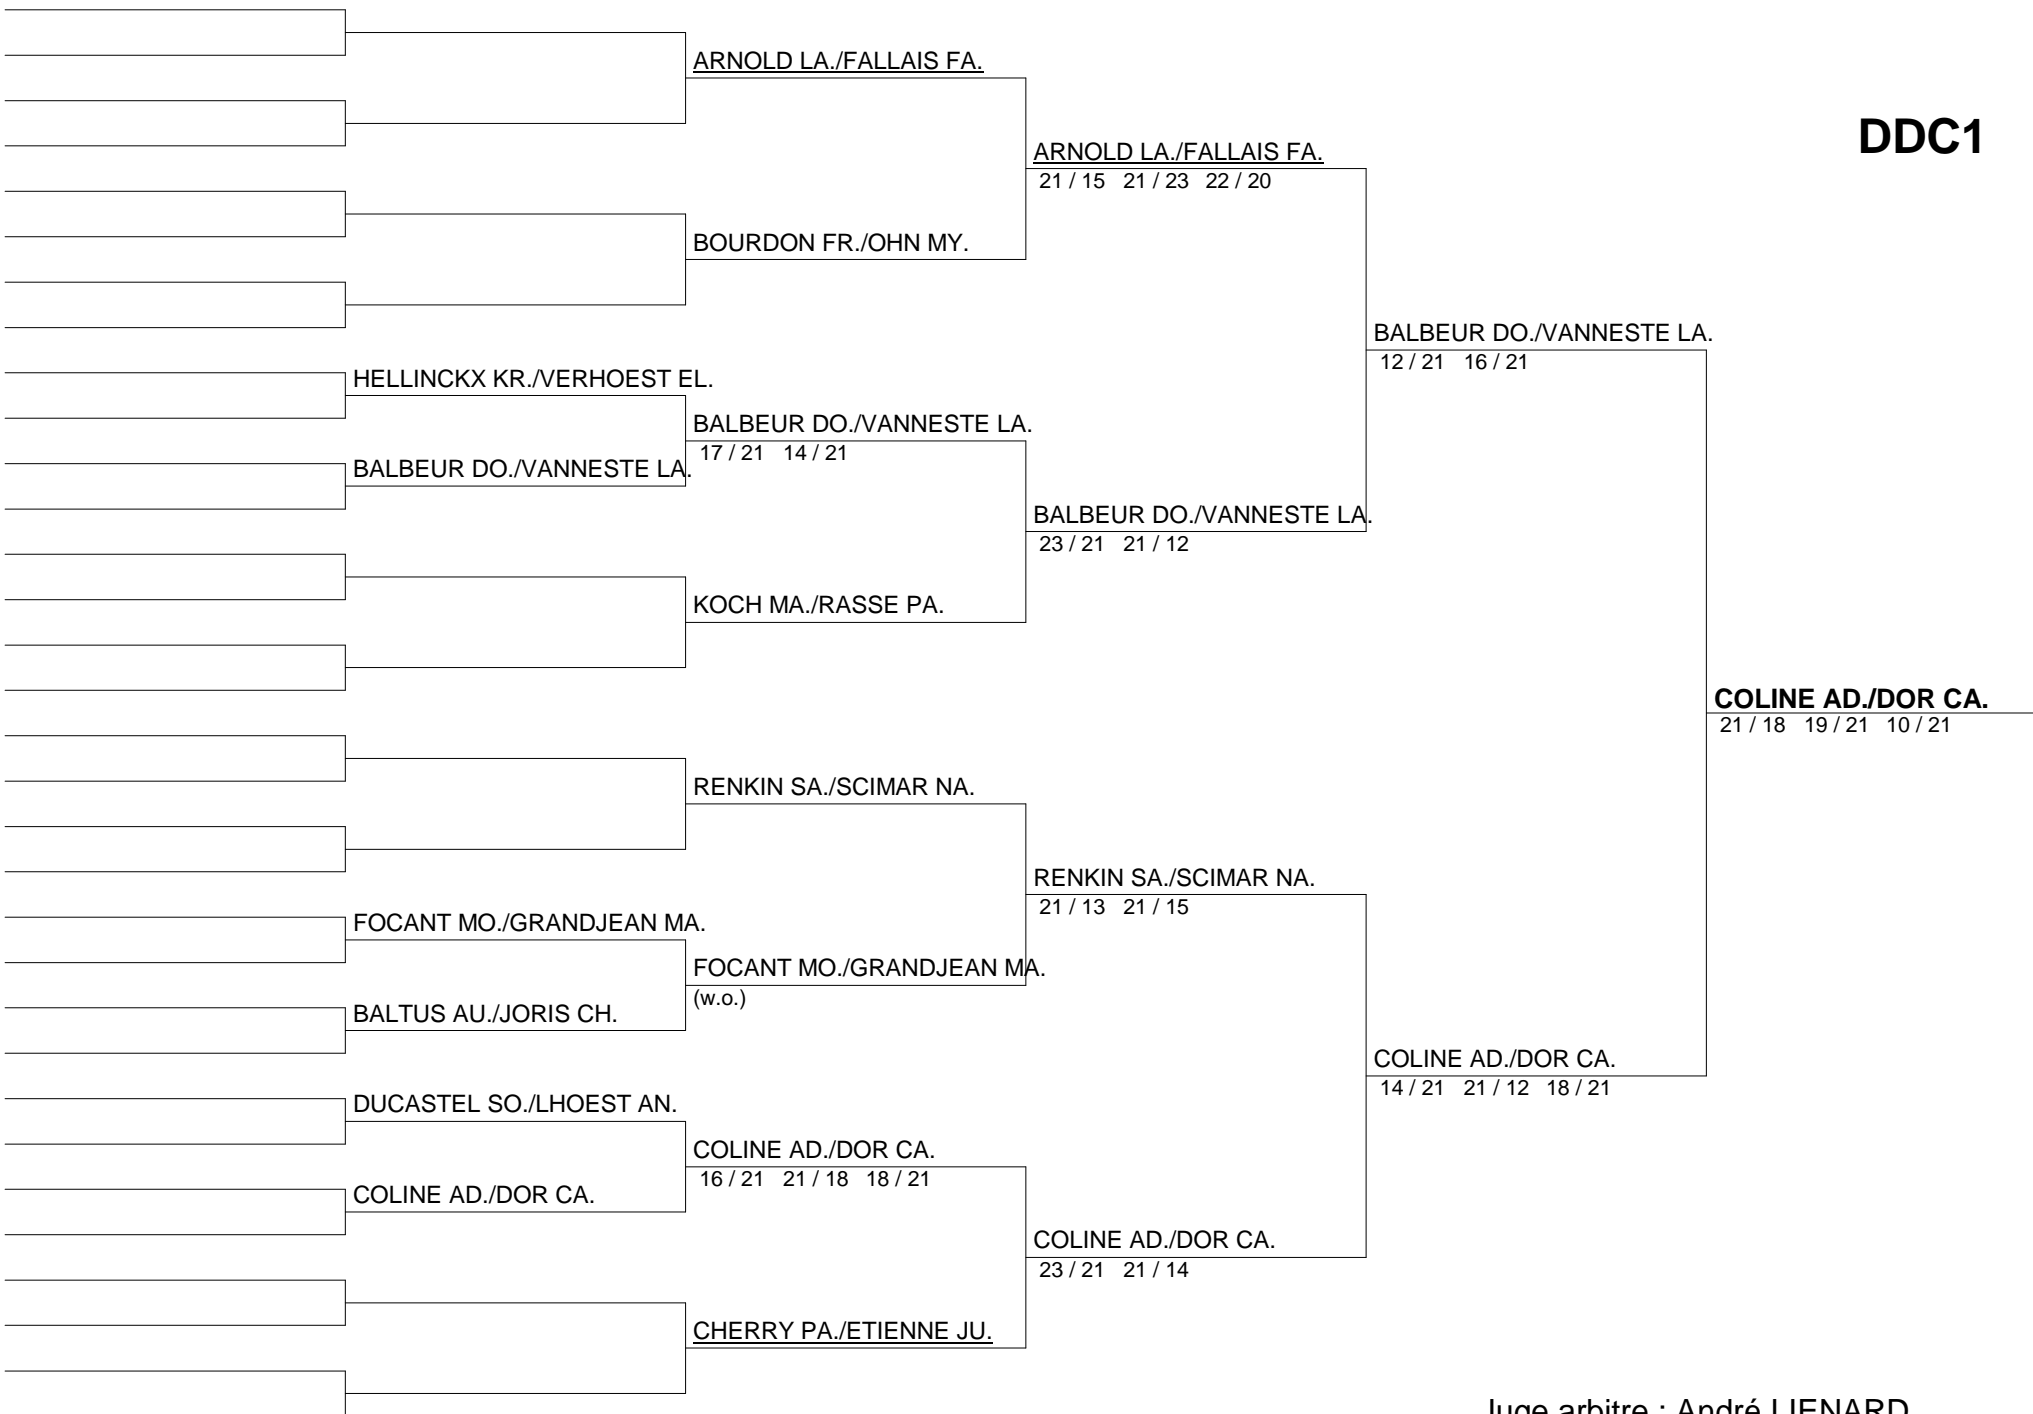 ARNOLD LA./FALLAIS FA.
DDC1
ARNOLD LA./FALLAIS FA.
21 / 15 21 / 23 22 / 20
BOURDON FR./OHN MY.
BALBEUR DO./VANNESTE LA.
12 / 21 16 / 21
HELLINCKX KR./VERHOEST EL.
BALBEUR DO./VANNESTE LA.
17 / 21 14 / 21
BALBEUR DO./VANNESTE LA.
BALBEUR DO./VANNESTE LA.
23 / 21 21 / 12
KOCH MA./RASSE PA.
COLINE AD./DOR CA.
21 / 18 19 / 21 10 / 21
RENKIN SA./SCIMAR NA.
RENKIN SA./SCIMAR NA.
21 / 13 21 / 15
FOCANT MO./GRANDJEAN MA.
FOCANT MO./GRANDJEAN MA.
(w.o.)
BALTUS AU./JORIS CH.
COLINE AD./DOR CA.
14 / 21 21 / 12 18 / 21
DUCASTEL SO./LHOEST AN.
COLINE AD./DOR CA.
16 / 21 21 / 18 18 / 21
COLINE AD./DOR CA.
COLINE AD./DOR CA.
23 / 21 21 / 14
CHERRY PA./ETIENNE JU.
Juge arbitre : André LIENARD